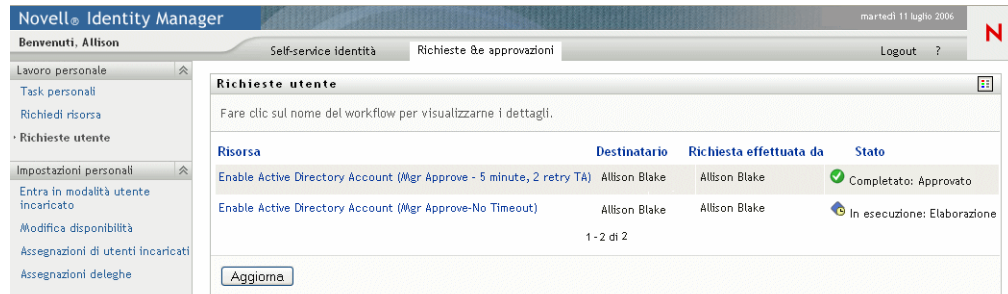 Novell® Identity Manager
martedì 11 luglio 2006
N
Benvenuti, Allison
Self-service identità
Richieste &e approvazioni
Logout ?
Lavoro personale
Task personali
Richiedi risorsa
· Richieste utente
Impostazioni personali
Entra in modalità utente
incaricato
Modifica disponibilità
Assegnazioni di utenti incaricati
Assegnazioni deleghe
Richieste utente
Fare clic sul nome del workflow per visualizzarne i dettagli.
Risorsa Destinatario Richiesta effettuata da Stato
Enable Active Directory Account (Mgr Approve - 5 minute, 2 retry TA) Allison Blake Allison Blake Completato: Approvato
Enable Active Directory Account (Mgr Approve-No Timeout) Allison Blake Allison Blake In esecuzione: Elaborazione
1 - 2 di 2
Aggiorna